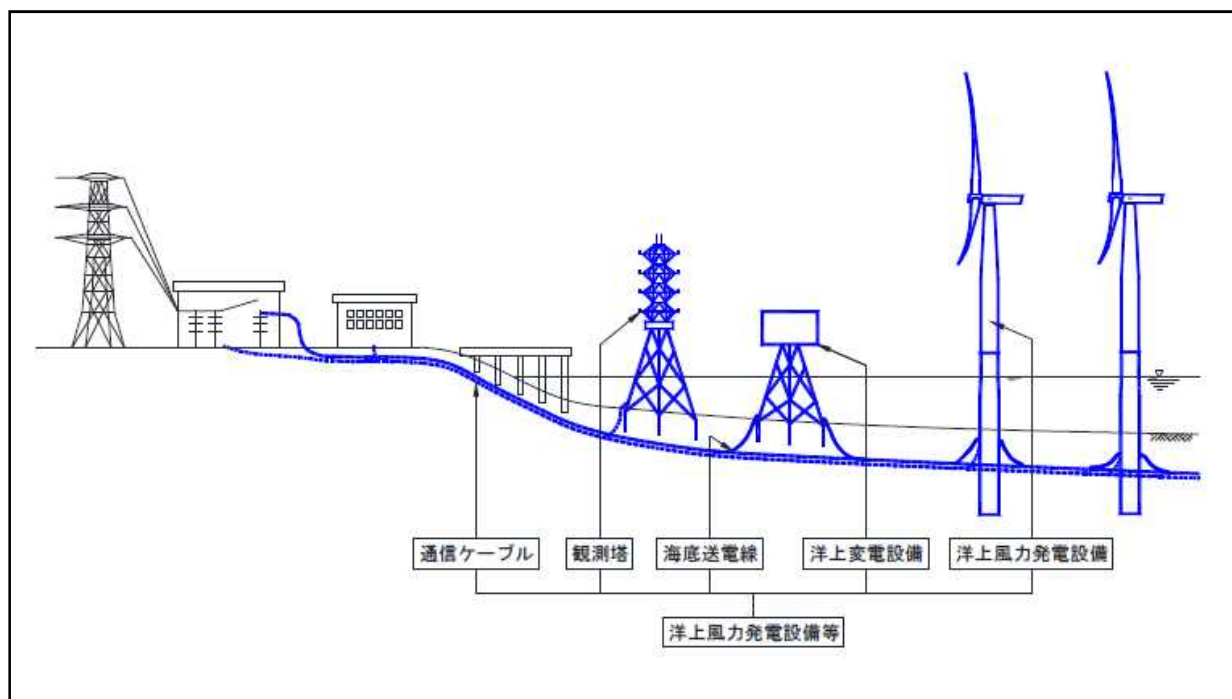 通信ケーブル
観測塔
海底送電線
洋上変電設備
洋上風力発電設備
洋上風力発電設備等